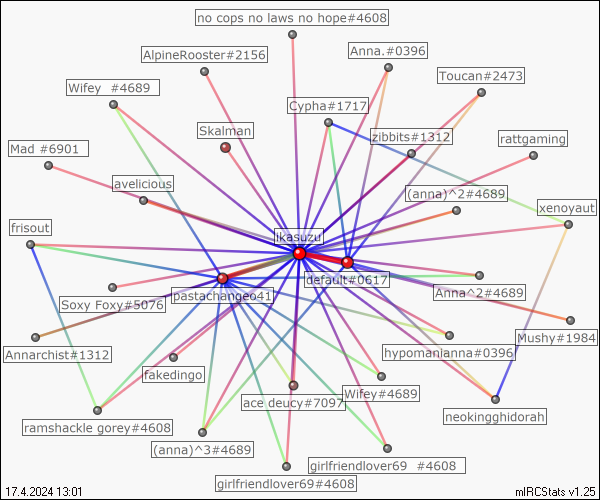 no cops no laws no hope#4608
AlpineRooster#2156
Anna.#0396
Toucan#2473
Wifey  #4689
Cypha#1717
Skalman
zibbits#1312
rattgaming
Mad #6901
avelicious
(anna)^2#4689
xenoyaut
frisout
ikasuzu
default#0617
Anna^2#4689
Soxy Foxy#5076
pastachangeo41
Mushy#1984
Annarchist#1312
hypomanianna#0396
fakedingo
Wifey#4689
ace.deucy#7097
neokingghidorah
ramshackle gorey#4608
(anna)^3#4689
girlfriendlover69  #4608
girlfriendlover69#4608
17.4.2024 13:01
mIRCStats v1.25